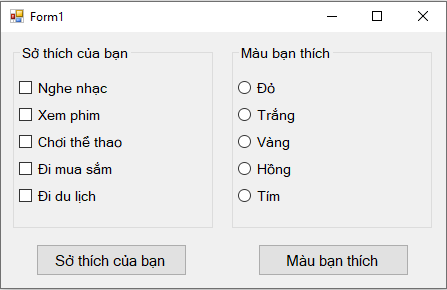 Form1
Sở thích của bạn
Nghe nhạc
Xem phim
Chơi thể thao
Đi mua sắm
Đi du lịch
Màu bạn thích
Đỏ
Trắng
Vàng
Hồng
Tím
Sở thích của bạn
Màu bạn thích